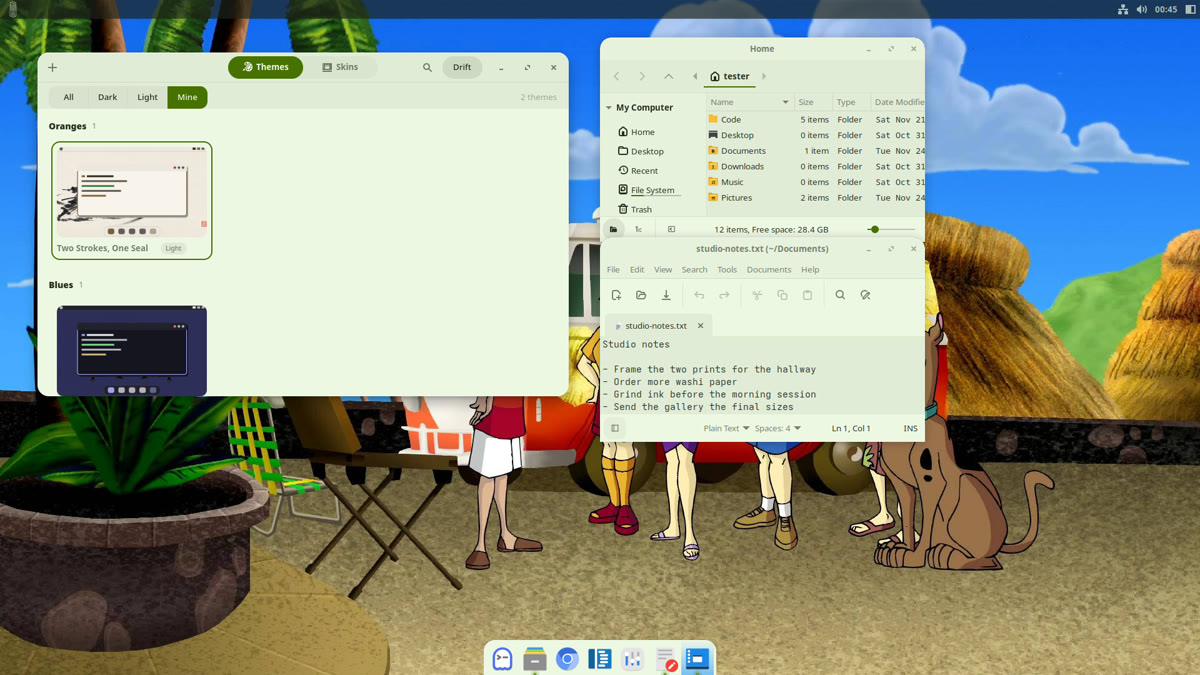 00:45
Themes
Skins
Drift
All
Dark
Light
Mine
2 themes
Oranges 1
Two Strokes, One Seal
Light
Blues 1
Home
tester
My Computer
Home
Desktop
Recent
File System
Trash
Name Size Type Date Modifie
Code 5 items Folder Sat Nov 21
Desktop 0 items Folder Sat Oct 31
Documents 1 item Folder Tue Nov 24
Downloads 0 items Folder Sat Oct 31
Music 0 items Folder Sat Oct 31
Pictures 2 items Folder Tue Nov 24
12 items, Free space: 28.4 GB
studio-notes.txt (~/Documents)
File Edit View Search Tools Documents Help
studio-notes.txt
Studio notes
- Frame the two prints for the hallway
- Order more washi paper
- Grind ink before the morning session
- Send the gallery the final sizes
Plain Text Spaces: 4 Ln 1, Col 1 INS